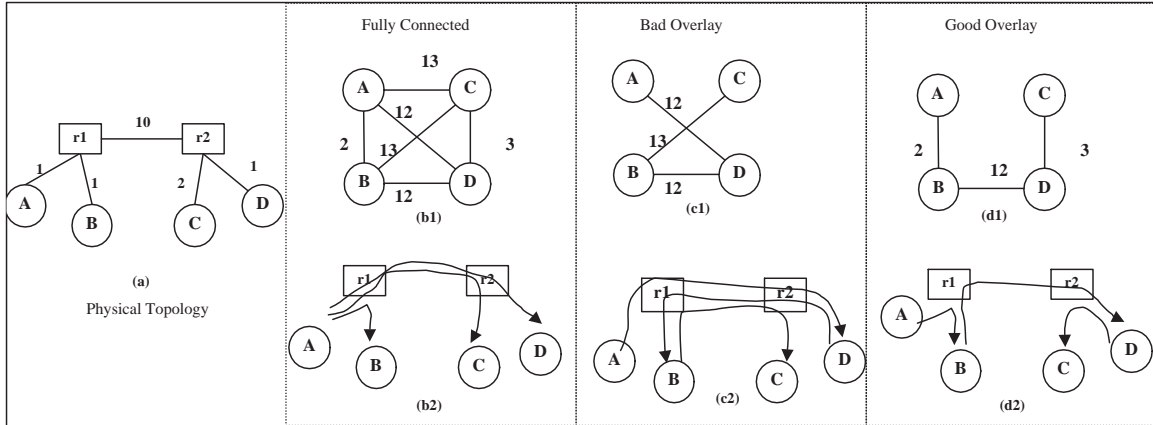 Fully Connected
Bad Overlay
Good Overlay
10
r1
r2
1
1
2
1
A
B
C
D
(a)
Physical Topology
13
A
C
12
2
13
3
B
D
12
(b1)
A
C
12
13
B
D
12
(c1)
A
C
2
12
3
B
D
(d1)
r1
r2
A
B
C
D
(b2)
r1
r2
A
B
C
D
(c2)
r1
r2
A
B
C
D
(d2)